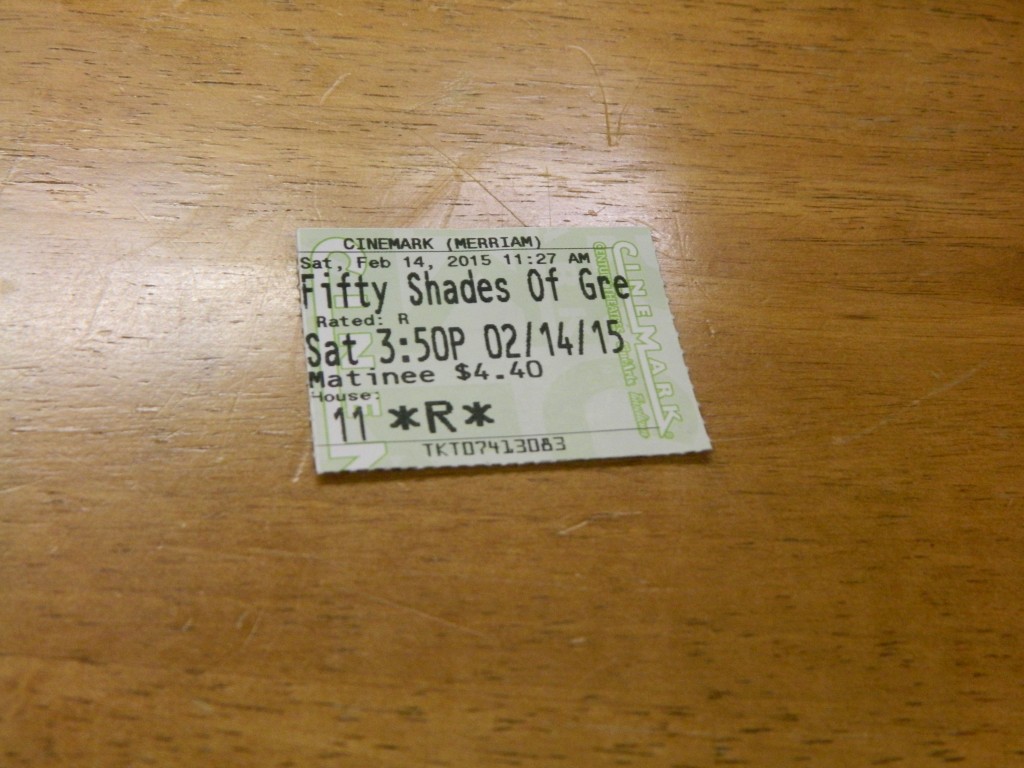 CINEMARK (MERRIAM)
Sat, Feb 14, 2015 11:27 AM
Fifty Shades Of Gre
Rated: R
Sat 3:50P 02/14/15
Matinee $4.40
House:
11 *R*
TKT07413083
CINEMARK